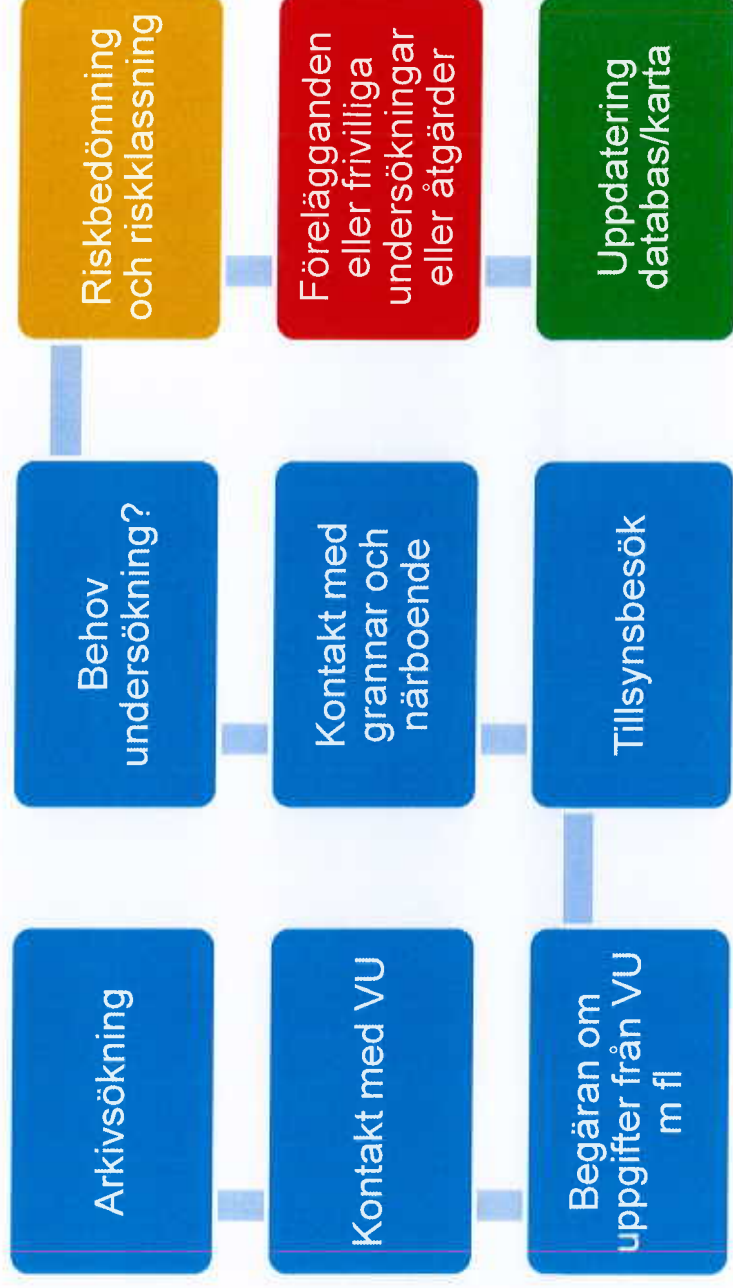 Arkivsökning
Kontakt med VU
Begäran om
uppgifter från VU
m fl
Tillsynsbesök
Kontakt med
grannar och
närboende
Behov
undersökning?
Riskbedömning
och riskklassning
Förelägganden
eller frivilliga
undersökningar
eller åtgärder
Uppdatering
databas/karta